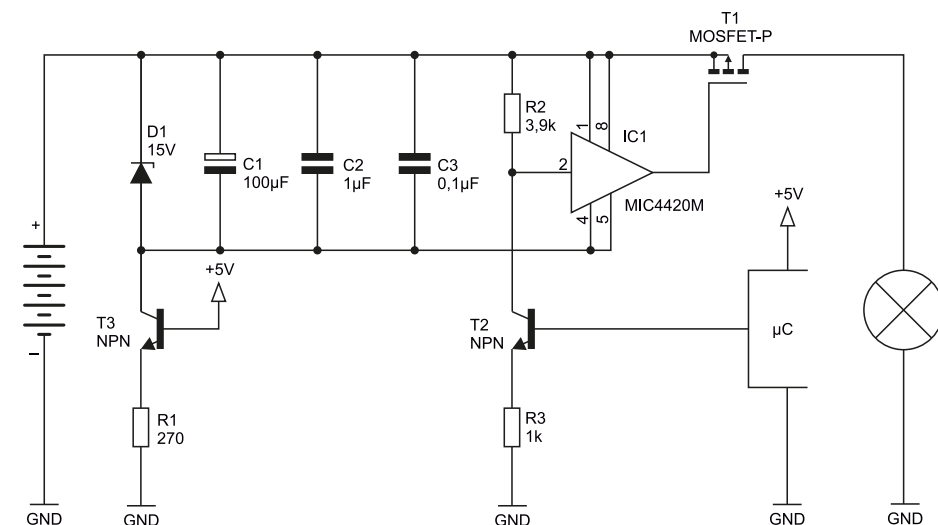 T1
MOSFET-P
D1
15V
C1
100µF
C2
1µF
C3
0,1µF
R2
3,9k
1
8
IC1
2
MIC4420M
4
5
+
–
+5V
+5V
T3
NPN
T2
NPN
µC
R1
270
R3
1k
GND
GND
GND
GND
GND